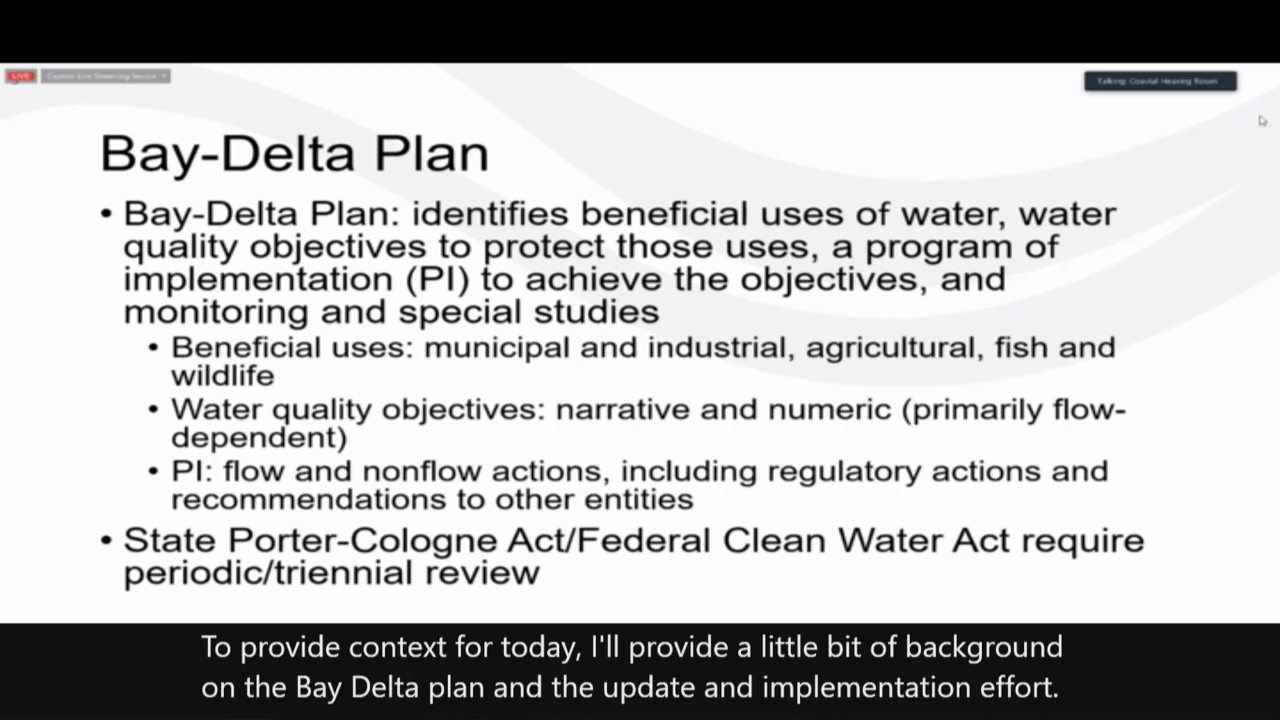 LIVE
Custom Live Streaming Service
Talking: Coastal Hearing Room
Bay-Delta Plan
• Bay-Delta Plan: identifies beneficial uses of water, water
quality objectives to protect those uses, a program of
implementation (PI) to achieve the objectives, and
monitoring and special studies
• Beneficial uses: municipal and industrial, agricultural, fish and
wildlife
• Water quality objectives: narrative and numeric (primarily flow-
dependent)
• PI: flow and nonflow actions, including regulatory actions and
recommendations to other entities
• State Porter-Cologne Act/Federal Clean Water Act require
periodic/triennial review
To provide context for today, I'll provide a little bit of background
on the Bay Delta plan and the update and implementation effort.